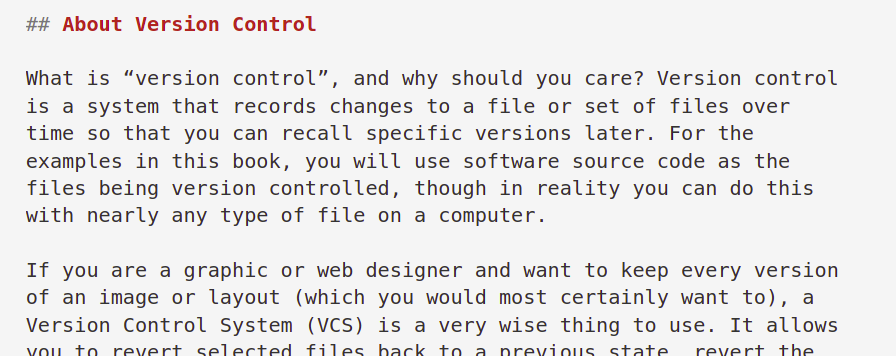 ## About Version Control
What is “version control”, and why should you care? Version control
is a system that records changes to a file or set of files over
time so that you can recall specific versions later. For the
examples in this book, you will use software source code as the
files being version controlled, though in reality you can do this
with nearly any type of file on a computer.
If you are a graphic or web designer and want to keep every version
of an image or layout (which you would most certainly want to), a
Version Control System (VCS) is a very wise thing to use. It allows
you to revert selected files back to a previous state, revert the